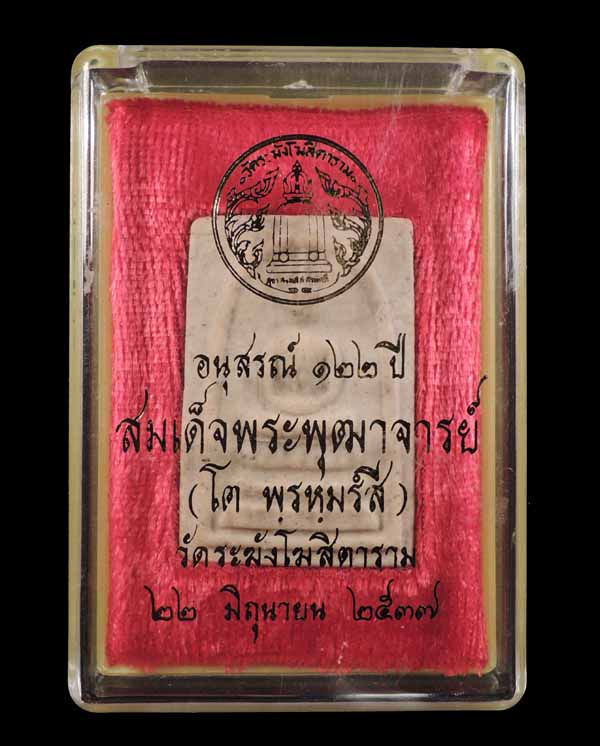 วัดระฆังโฆสิตาราม
อนุสรณ์ ๑๒๒ ปี
สมเด็จพระพุฒาจารย์
(โต พฺรหฺมรํสี)
วัดระฆังโฆสิตาราม
๒๒ มิถุนายน ๒๕๓๗